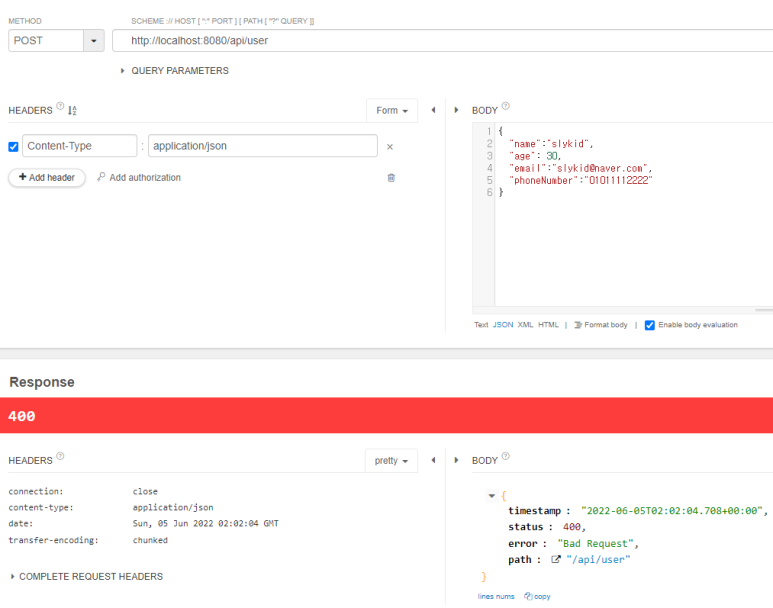 METHOD
SCHEME :// HOST [ ":" PORT ] [ PATH [ "?" QUERY ]]
POST
http://localhost:8080/api/user
QUERY PARAMETERS
HEADERS
Form
BODY
Content-Type : application/json
Add header
Add authorization
1 {
2 "name":"slykid",
3 "age": 30,
4 "email":"slykid@naver.com",
5 "phoneNumber":"01011112222"
6 }
Text JSON XML HTML | Format body | Enable body evaluation
Response
400
HEADERS
pretty
BODY
connection: close
content-type: application/json
date: Sun, 05 Jun 2022 02:02:04 GMT
transfer-encoding: chunked
COMPLETE REQUEST HEADERS
{
timestamp : "2022-06-05T02:02:04.708+00:00",
status : 400,
error : "Bad Request",
path : "/api/user"
}
lines nums copy